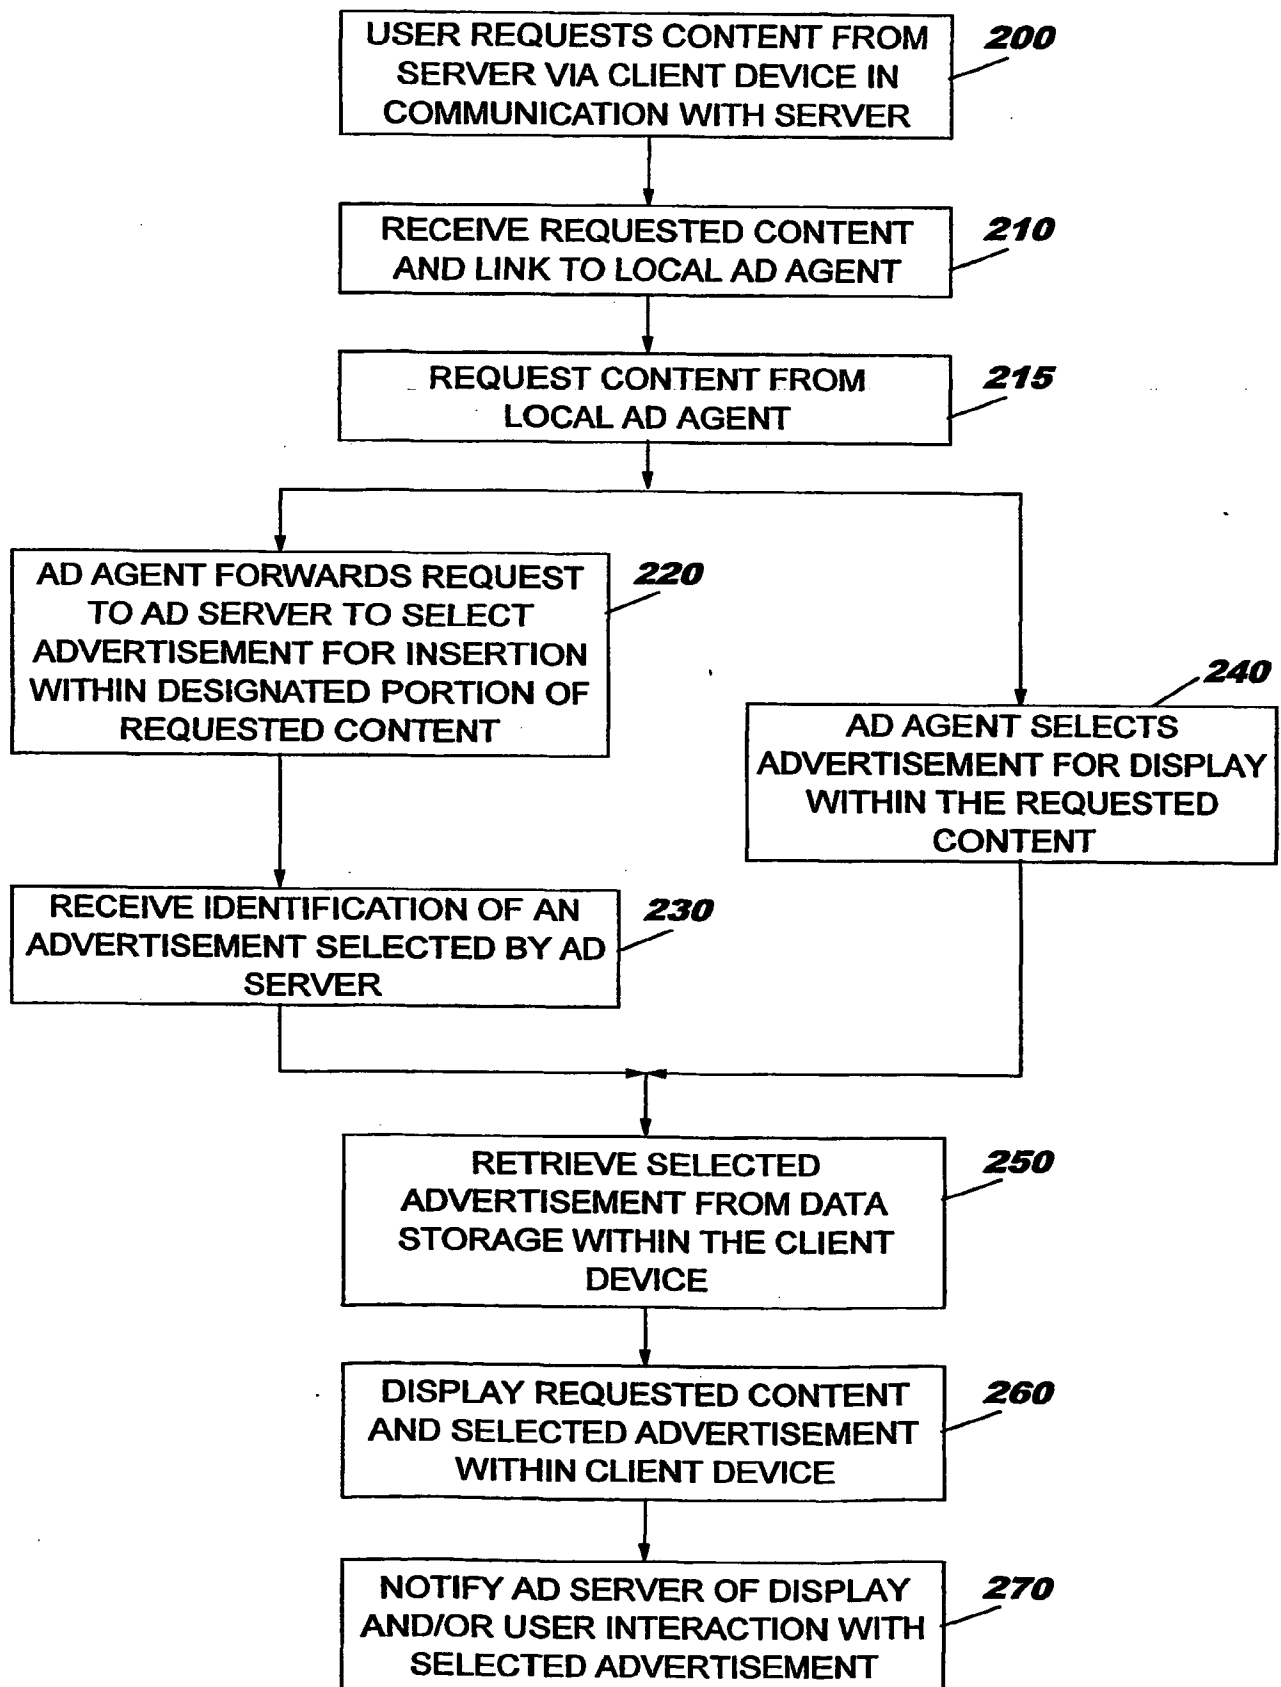 USER REQUESTS CONTENT FROM
SERVER VIA CLIENT DEVICE IN
COMMUNICATION WITH SERVER
200
RECEIVE REQUESTED CONTENT
AND LINK TO LOCAL AD AGENT
210
REQUEST CONTENT FROM
LOCAL AD AGENT
215
AD AGENT FORWARDS REQUEST
TO AD SERVER TO SELECT
ADVERTISEMENT FOR INSERTION
WITHIN DESIGNATED PORTION OF
REQUESTED CONTENT
220
240
AD AGENT SELECTS
ADVERTISEMENT FOR DISPLAY
WITHIN THE REQUESTED
CONTENT
RECEIVE IDENTIFICATION OF AN
ADVERTISEMENT SELECTED BY AD
SERVER
230
RETRIEVE SELECTED
ADVERTISEMENT FROM DATA
STORAGE WITHIN THE CLIENT
DEVICE
250
DISPLAY REQUESTED CONTENT
AND SELECTED ADVERTISEMENT
WITHIN CLIENT DEVICE
260
NOTIFY AD SERVER OF DISPLAY
AND/OR USER INTERACTION WITH
SELECTED ADVERTISEMENT
270